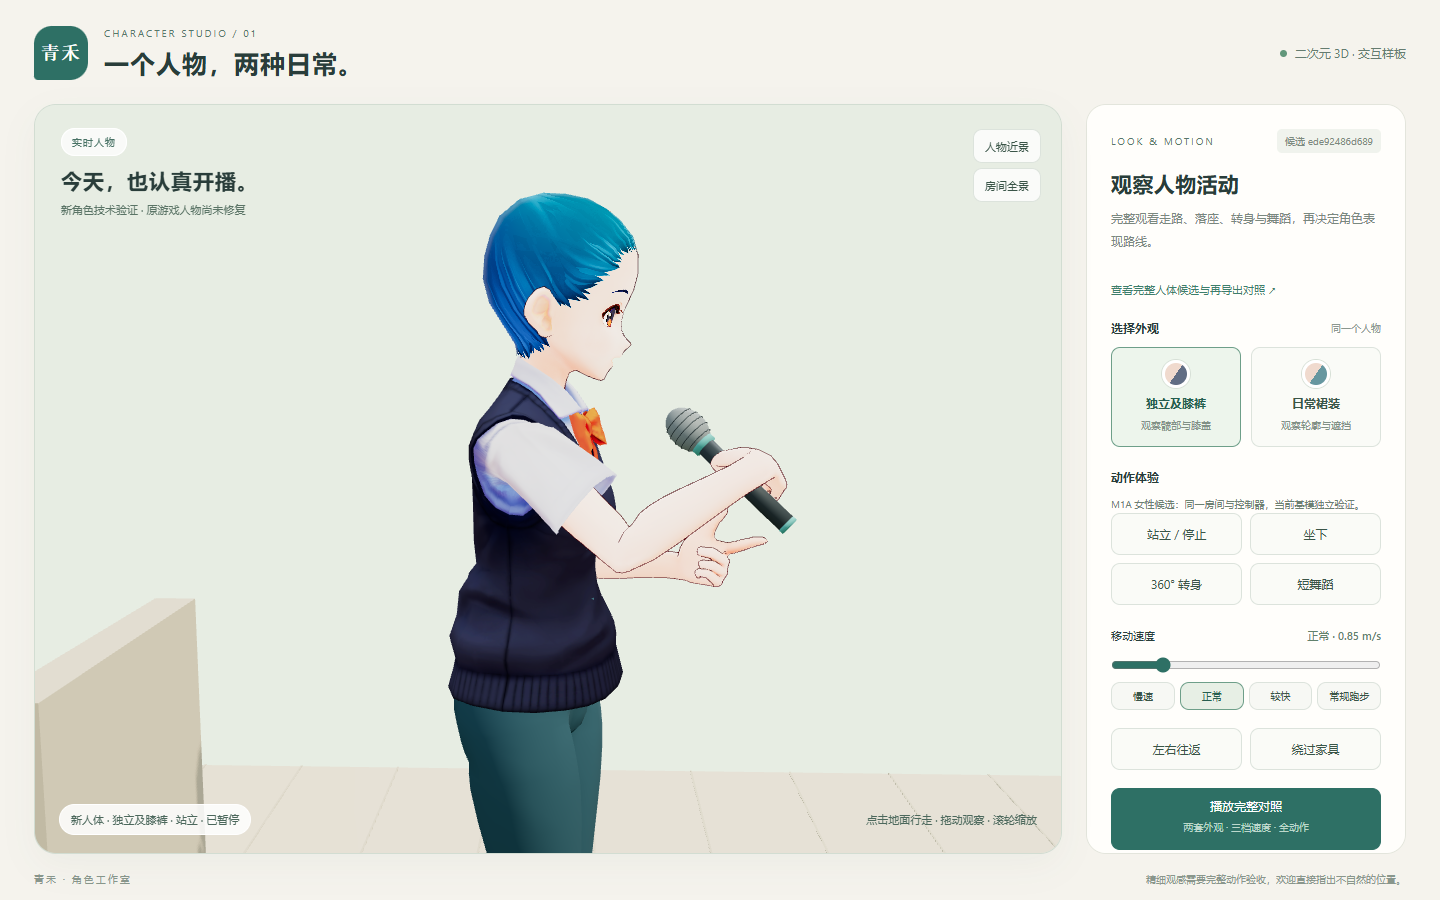 青禾
CHARACTER STUDIO / 01
一个人物，两种日常。
二次元 3D · 交互样板
实时人物
今天，也认真开播。
新角色技术验证 · 原游戏人物尚未修复
人物近景
房间全景
新人体 · 独立及膝裤 · 站立 · 已暂停
点击地面行走 · 拖动观察 · 滚轮缩放
LOOK & MOTION
候选 ede92486d689
观察人物活动
完整观看走路、落座、转身与舞蹈，再决定角色表
现路线。
查看完整人体候选与再导出对照 ↗
选择外观
同一个人物
独立及膝裤
观察髋部与膝盖
日常裙装
观察轮廓与遮挡
动作体验
M1A 女性候选：同一房间与控制器，当前基模独立验证。
站立 / 停止
坐下
360° 转身
短舞蹈
移动速度
正常 · 0.85 m/s
慢速
正常
较快
常规跑步
左右往返
绕过家具
播放完整对照
两套外观 · 三档速度 · 全动作
青禾 · 角色工作室
精细观感需要完整动作验收，欢迎直接指出不自然的位置。